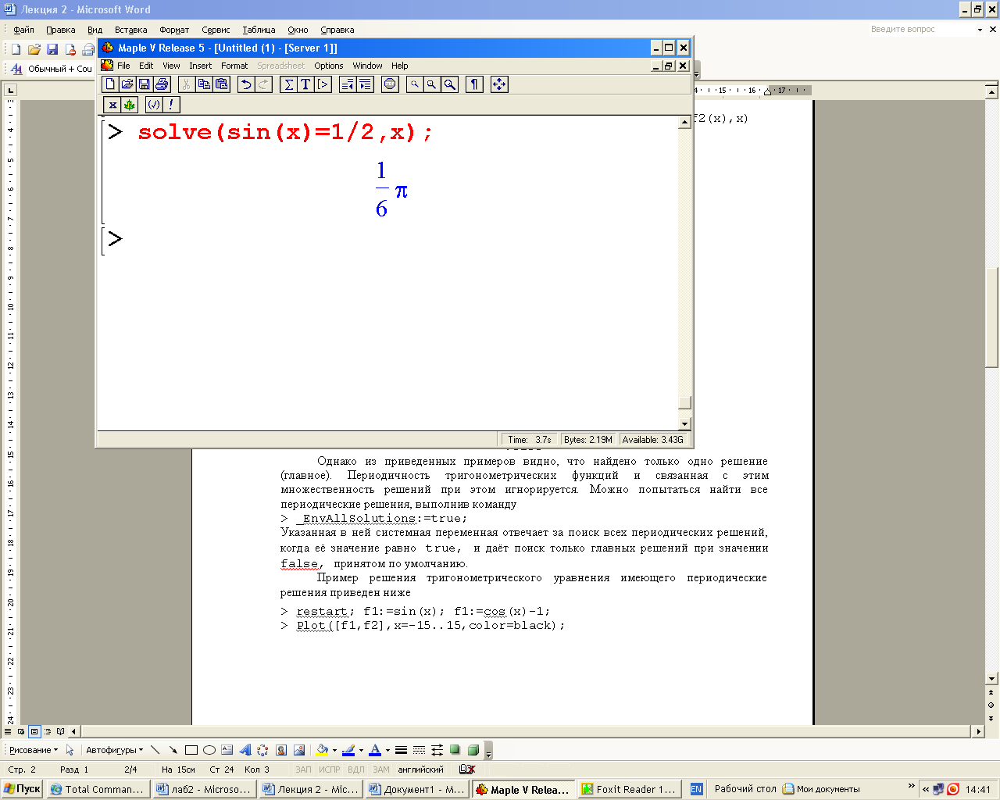 Лекция 2 - Microsoft Word
Файл Правка Вид Вставка Формат Сервис Таблица Окно Справка Введите вопрос
Обычный + Cou
Maple V Release 5 - [Untitled (1) - [Server 1]]
File Edit View Insert Format Spreadsheet Options Window Help
> solve(sin(x)=1/2,x);
1
6
π
>
f2(x),x)
Time: 3.7s Bytes: 2.19M Available: 3.43G
Однако из приведенных примеров видно, что найдено только одно решение
(главное). Периодичность тригонометрических функций и связанная с этим
множественность решений при этом игнорируется. Можно попытаться найти все
периодические решения, выполнив команду
> _EnvAllSolutions:=true;
Указанная в ней системная переменная отвечает за поиск всех периодических решений,
когда её значение равно true, и даёт поиск только главных решений при значении
false, принятом по умолчанию.
Пример решения тригонометрического уравнения имеющего периодические
решения приведен ниже
> restart; f1:=sin(x); f1:=cos(x)-1;
> Plot([f1,f2],x=-15..15,color=black);
Рисование Автофигуры
Стр. 2 Разд 1 2/4 На 15см Ст 24 Кол 3 ЗАП ИСПР ВДЛ ЗАМ английский
Пуск Total Comman... лаб2 - Microso... Лекция 2 - Mic... Документ1 - M... Maple V Relea... Foxit Reader 1... EN Рабочий стол Мои документы 14:41